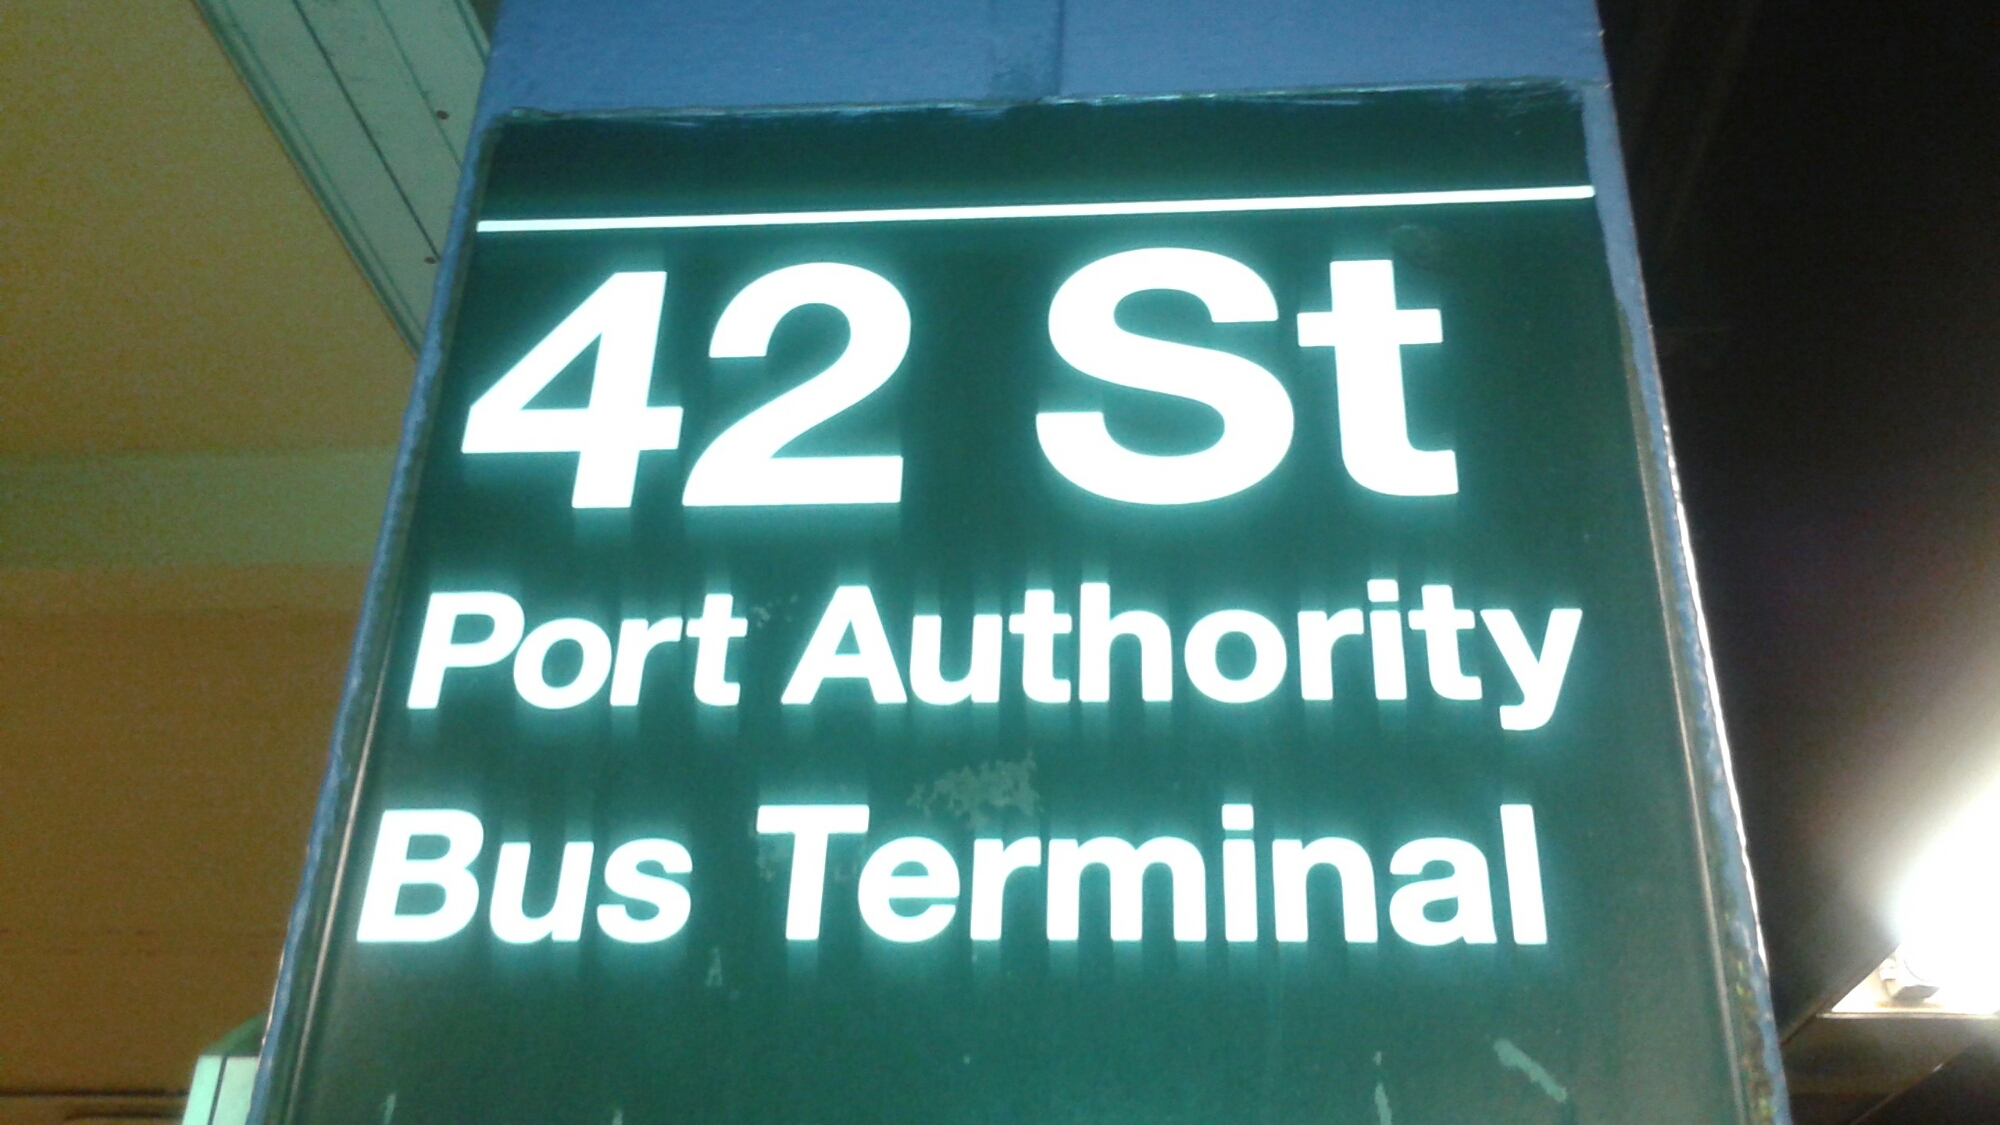 42 St
Port Authority
Bus Terminal